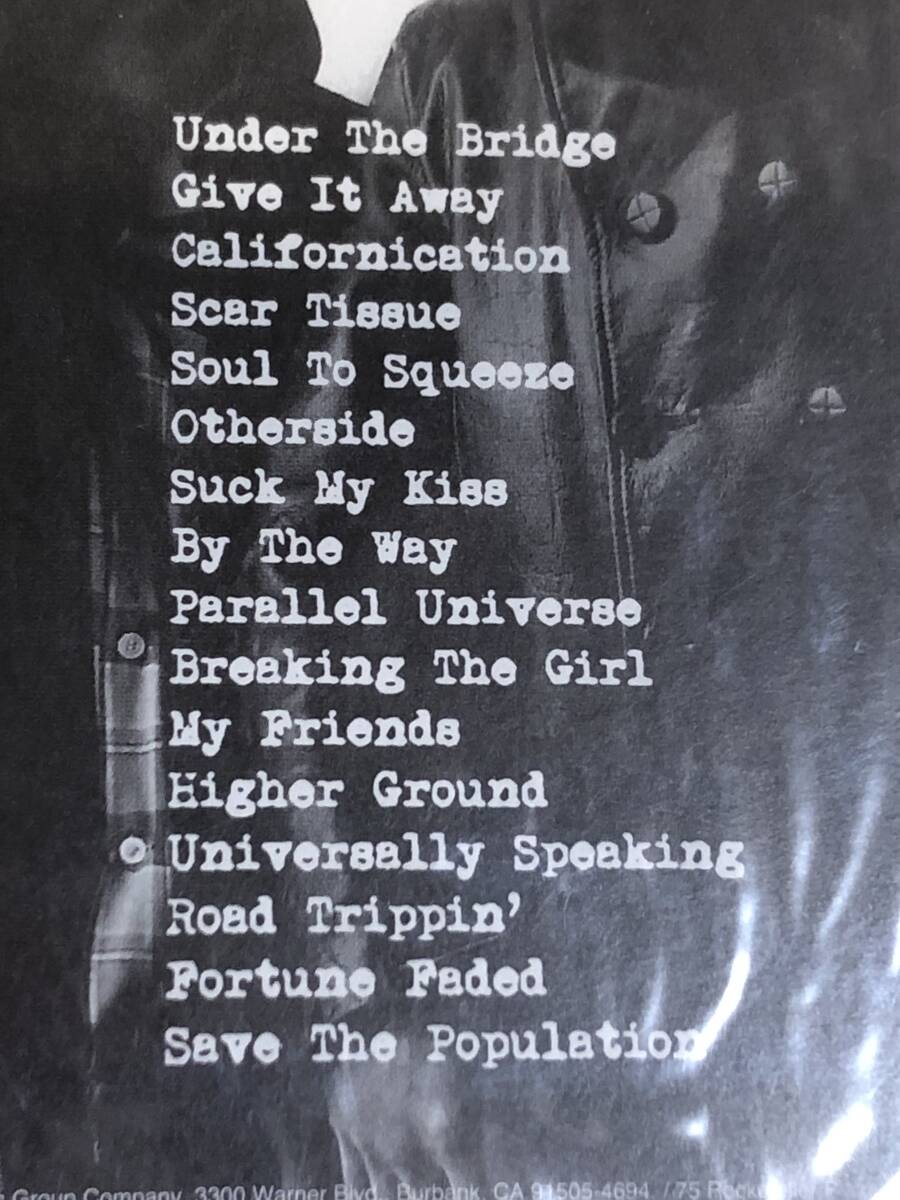 Under The Bridge
Give It Away
Californication
Scar Tissue
Soul To Squeeze
Otherside
Suck My Kiss
By The Way
Parallel Universe
Breaking The Girl
My Friends
Higher Ground
Universally Speaking
Road Trippin'
Fortune Faded
Save The Population
Group Company, 3300 Warner Blvd., Burbank, CA 91505-4694 / 75